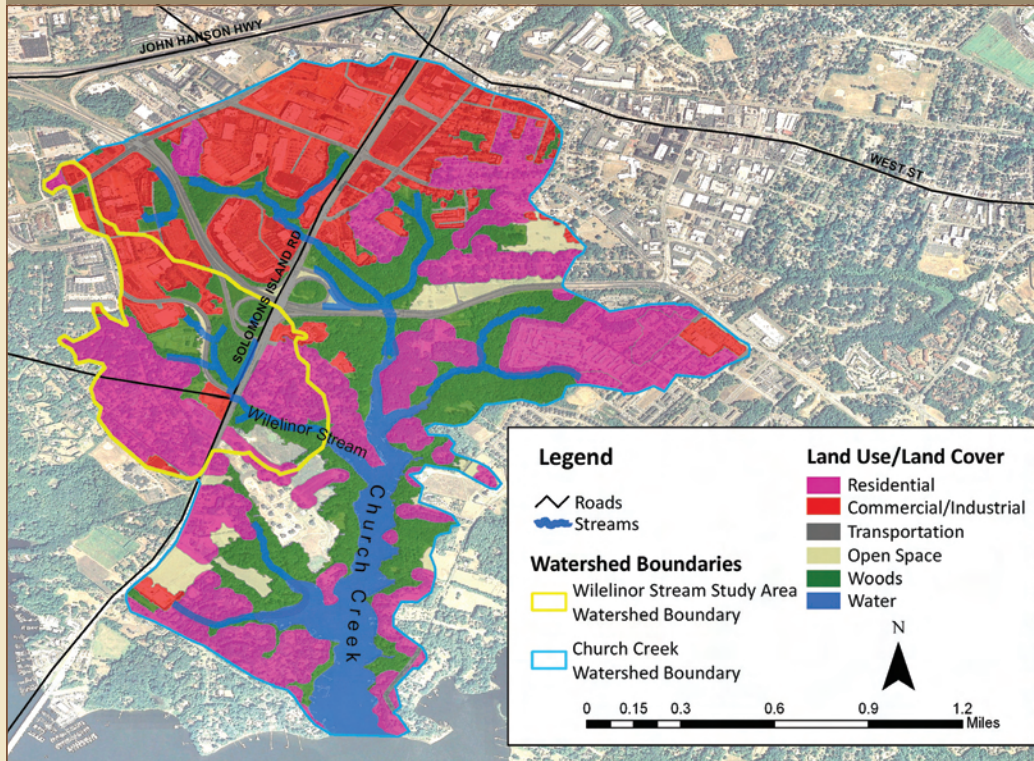 JOHN HANSON HWY
WEST ST
SOLOMONS ISLAND RD
Wilelinor Stream
Church Creek
Legend
Roads
Streams
Watershed Boundaries
Wilelinor Stream Study Area
Watershed Boundary
Church Creek
Watershed Boundary
Land Use/Land Cover
Residential
Commercial/Industrial
Transportation
Open Space
Woods
Water
N
0 0.15 0.3 0.6 0.9 1.2
Miles